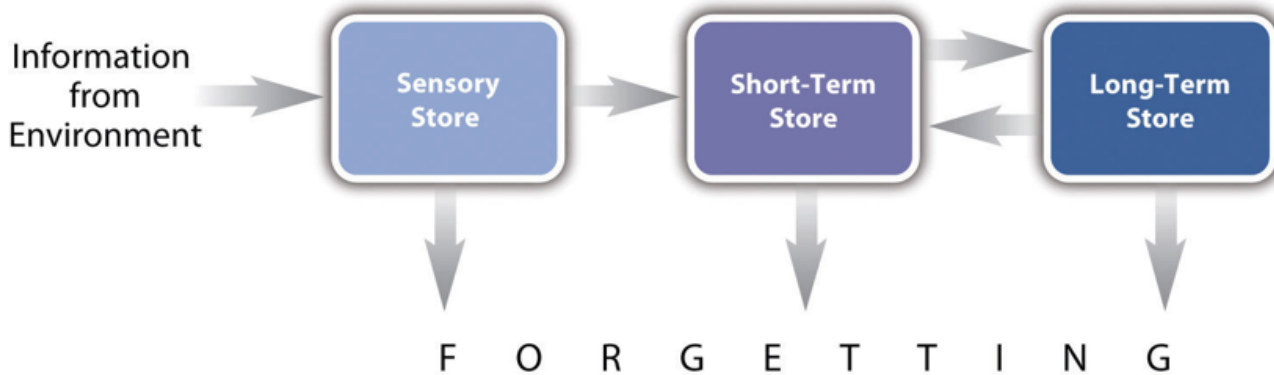 Information
from
Environment
Sensory
Store
Short-Term
Store
Long-Term
Store
F O R G E T T I N G